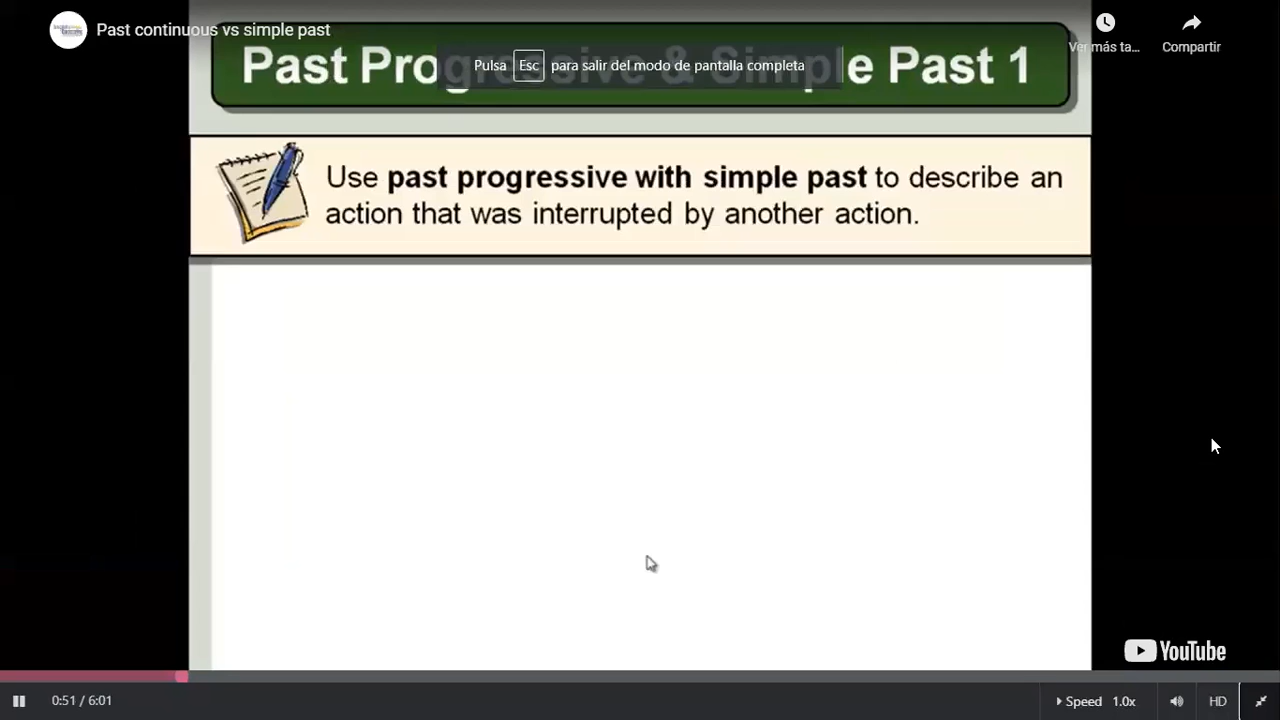 Past continuous vs simple past
Ver más ta...
Compartir
Past Progressive & Simple Past 1
Pulsa Esc para salir del modo de pantalla completa
Use past progressive with simple past to describe an
action that was interrupted by another action.
YouTube
0:51 / 6:01
Speed 1.0x
HD